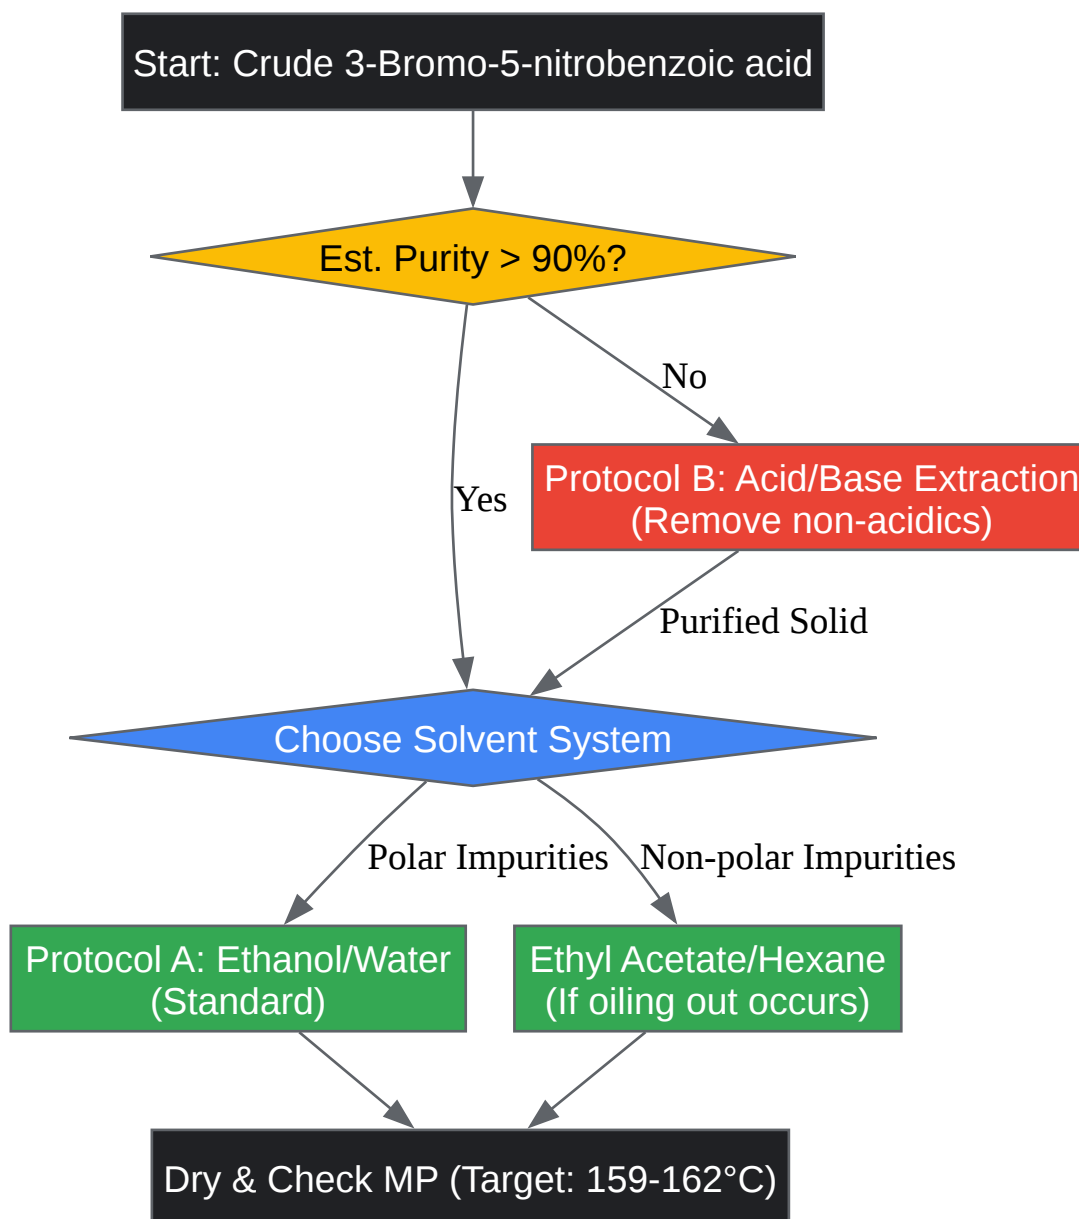 Start: Crude 3-Bromo-5-nitrobenzoic acid
Est. Purity > 90%?
No
Protocol B: Acid/Base Extraction
(Remove non-acidics)
Yes
Purified Solid
Choose Solvent System
Polar Impurities
Non-polar Impurities
Protocol A: Ethanol/Water
(Standard)
Ethyl Acetate/Hexane
(If oiling out occurs)
Dry & Check MP (Target: 159-162°C)